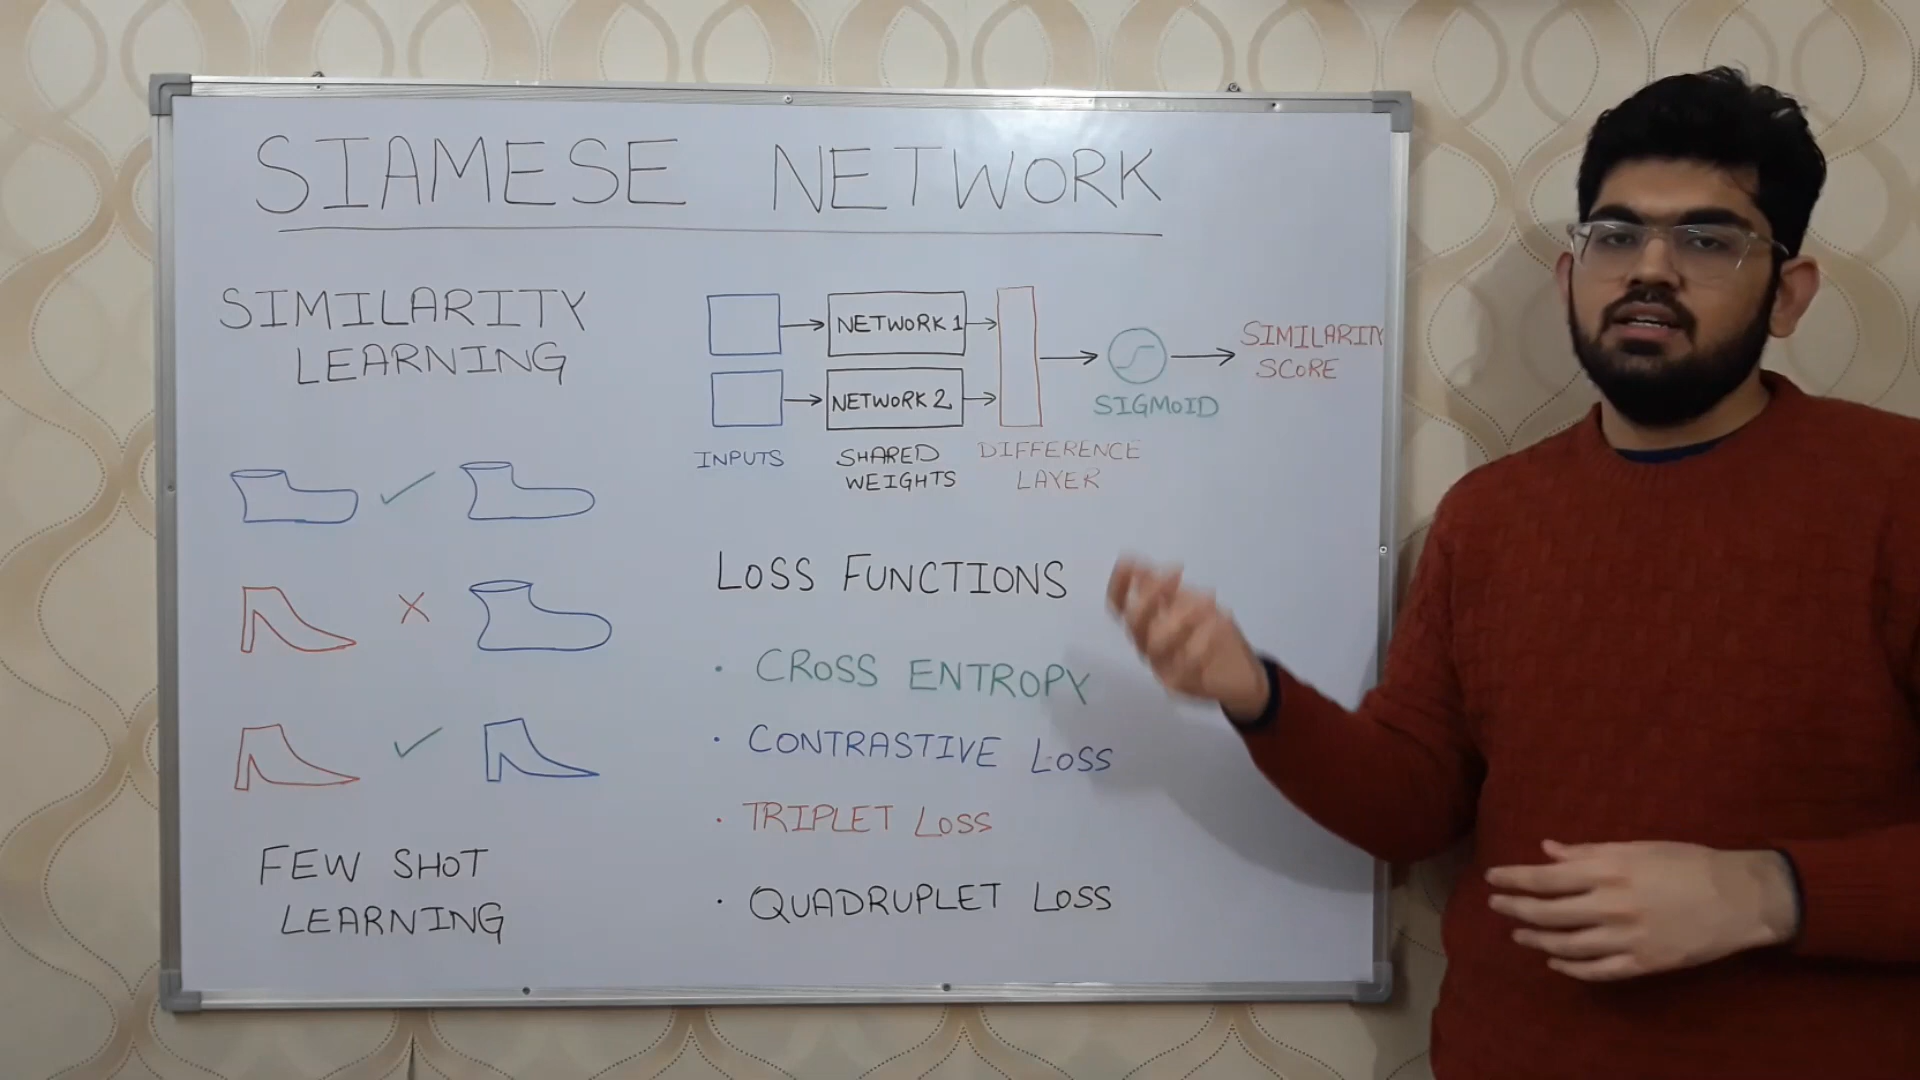 SIAMESE NETWORK
SIMILARITY
LEARNING
FEW SHOT
LEARNING
NETWORK 1
NETWORK 2
INPUTS
SHARED
WEIGHTS
DIFFERENCE
LAYER
SIGMOID
SIMILARITY
SCORE
LOSS FUNCTIONS
· CROSS ENTROPY
· CONTRASTIVE LOSS
· TRIPLET LOSS
· QUADRUPLET LOSS